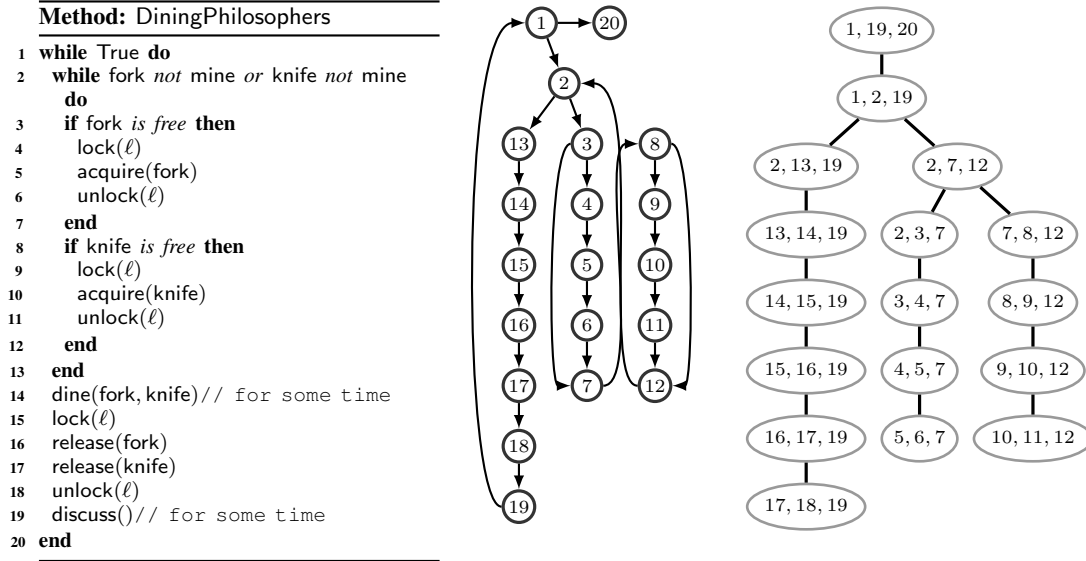 Method: DiningPhilosophers
1 while True do
2 while fork not mine or knife not mine
do
3 if fork is free then
4 lock(ℓ)
5 acquire(fork)
6 unlock(ℓ)
7 end
8 if knife is free then
9 lock(ℓ)
10 acquire(knife)
11 unlock(ℓ)
12 end
13 end
14 dine(fork, knife)// for some time
15 lock(ℓ)
16 release(fork)
17 release(knife)
18 unlock(ℓ)
19 discuss()// for some time
20 end
1 20
2
13 3 8
14 4 9
15 5 10
16 6 11
17 7 12
18
19
1, 19, 20
1, 2, 19
2, 13, 19 2, 7, 12
13, 14, 19 2, 3, 7 7, 8, 12
14, 15, 19 3, 4, 7 8, 9, 12
15, 16, 19 4, 5, 7 9, 10, 12
16, 17, 19 5, 6, 7 10, 11, 12
17, 18, 19